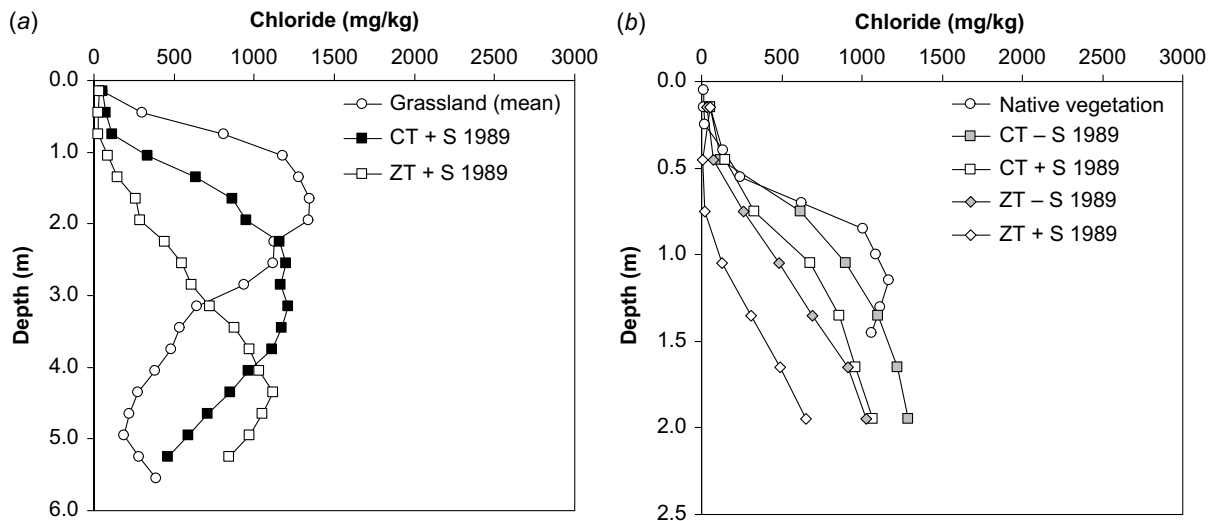 (a)
Chloride (mg/kg)
0 500 1000 1500 2000 2500 3000
0.0
1.0
2.0
3.0
4.0
5.0
6.0
Depth (m)
Grassland (mean)
CT + S 1989
ZT + S 1989
(b)
Chloride (mg/kg)
0 500 1000 1500 2000 2500 3000
0.0
0.5
1.0
1.5
2.0
2.5
Depth (m)
Native vegetation
CT – S 1989
CT + S 1989
ZT – S 1989
ZT + S 1989